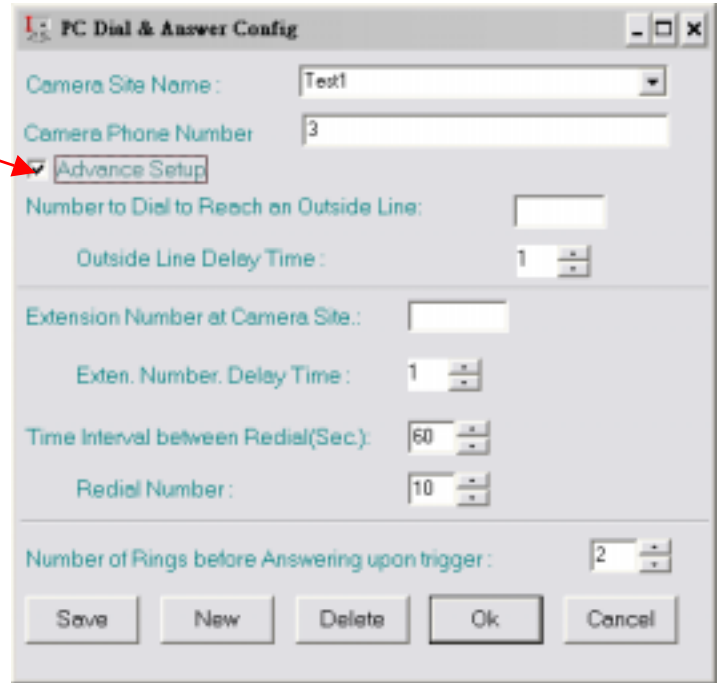 PC Dial & Answer Config
Camera Site Name : Test1
Camera Phone Number 3
Advance Setup
Number to Dial to Reach an Outside Line:
Outside Line Delay Time : 1
Extension Number at Camera Site.:
Exten. Number. Delay Time : 1
Time Interval between Redial(Sec.): 60
Redial Number : 10
Number of Rings before Answering upon trigger : 2
Save New Delete Ok Cancel